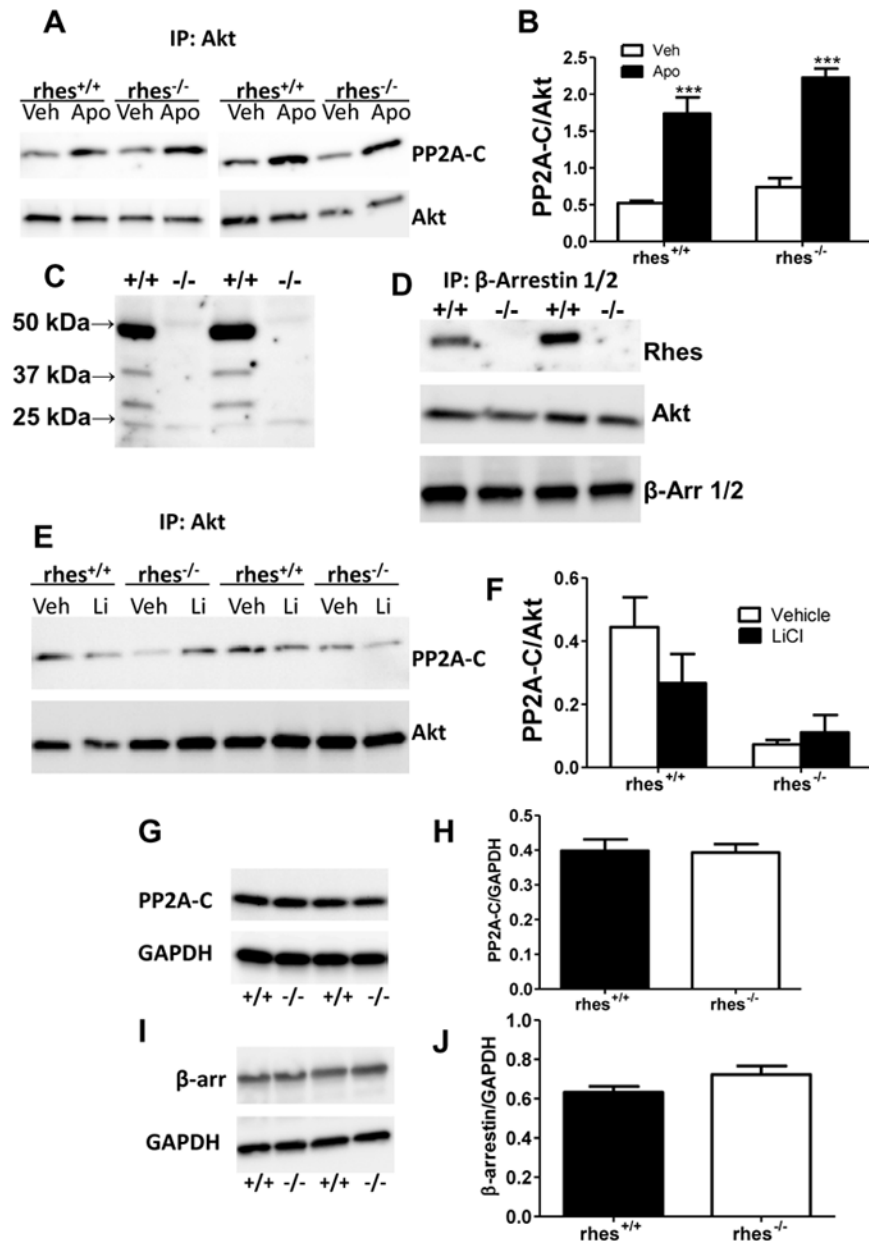 A
IP: Akt
rhes+/+ rhes-/- rhes+/+ rhes-/-
Veh Apo Veh Apo Veh Apo Veh Apo
PP2A-C
Akt
B
Veh
Apo
PP2A-C/Akt
2.5
2.0
1.5
1.0
0.5
0.0
*** ***
rhes+/+ rhes-/-
C
+/+ -/- +/+ -/-
50 kDa→
37 kDa→
25 kDa→
D
IP: β-Arrestin 1/2
+/+ -/- +/+ -/-
Rhes
Akt
β-Arr 1/2
IP: Akt
E
rhes+/+ rhes-/- rhes+/+ rhes-/-
Veh Li Veh Li Veh Li Veh Li
PP2A-C
Akt
F
Vehicle
LiCl
PP2A-C/Akt
0.6
0.4
0.2
0.0
rhes+/+ rhes-/-
G
PP2A-C
GAPDH
+/+ -/- +/+ -/-
H
PP2A-C/GAPDH
0.5
0.4
0.3
0.2
0.1
0.0
rhes+/+ rhes-/-
I
β-arr
GAPDH
+/+ -/- +/+ -/-
J
β-arrestin/GAPDH
1.0
0.8
0.6
0.4
0.2
0.0
rhes+/+ rhes-/-